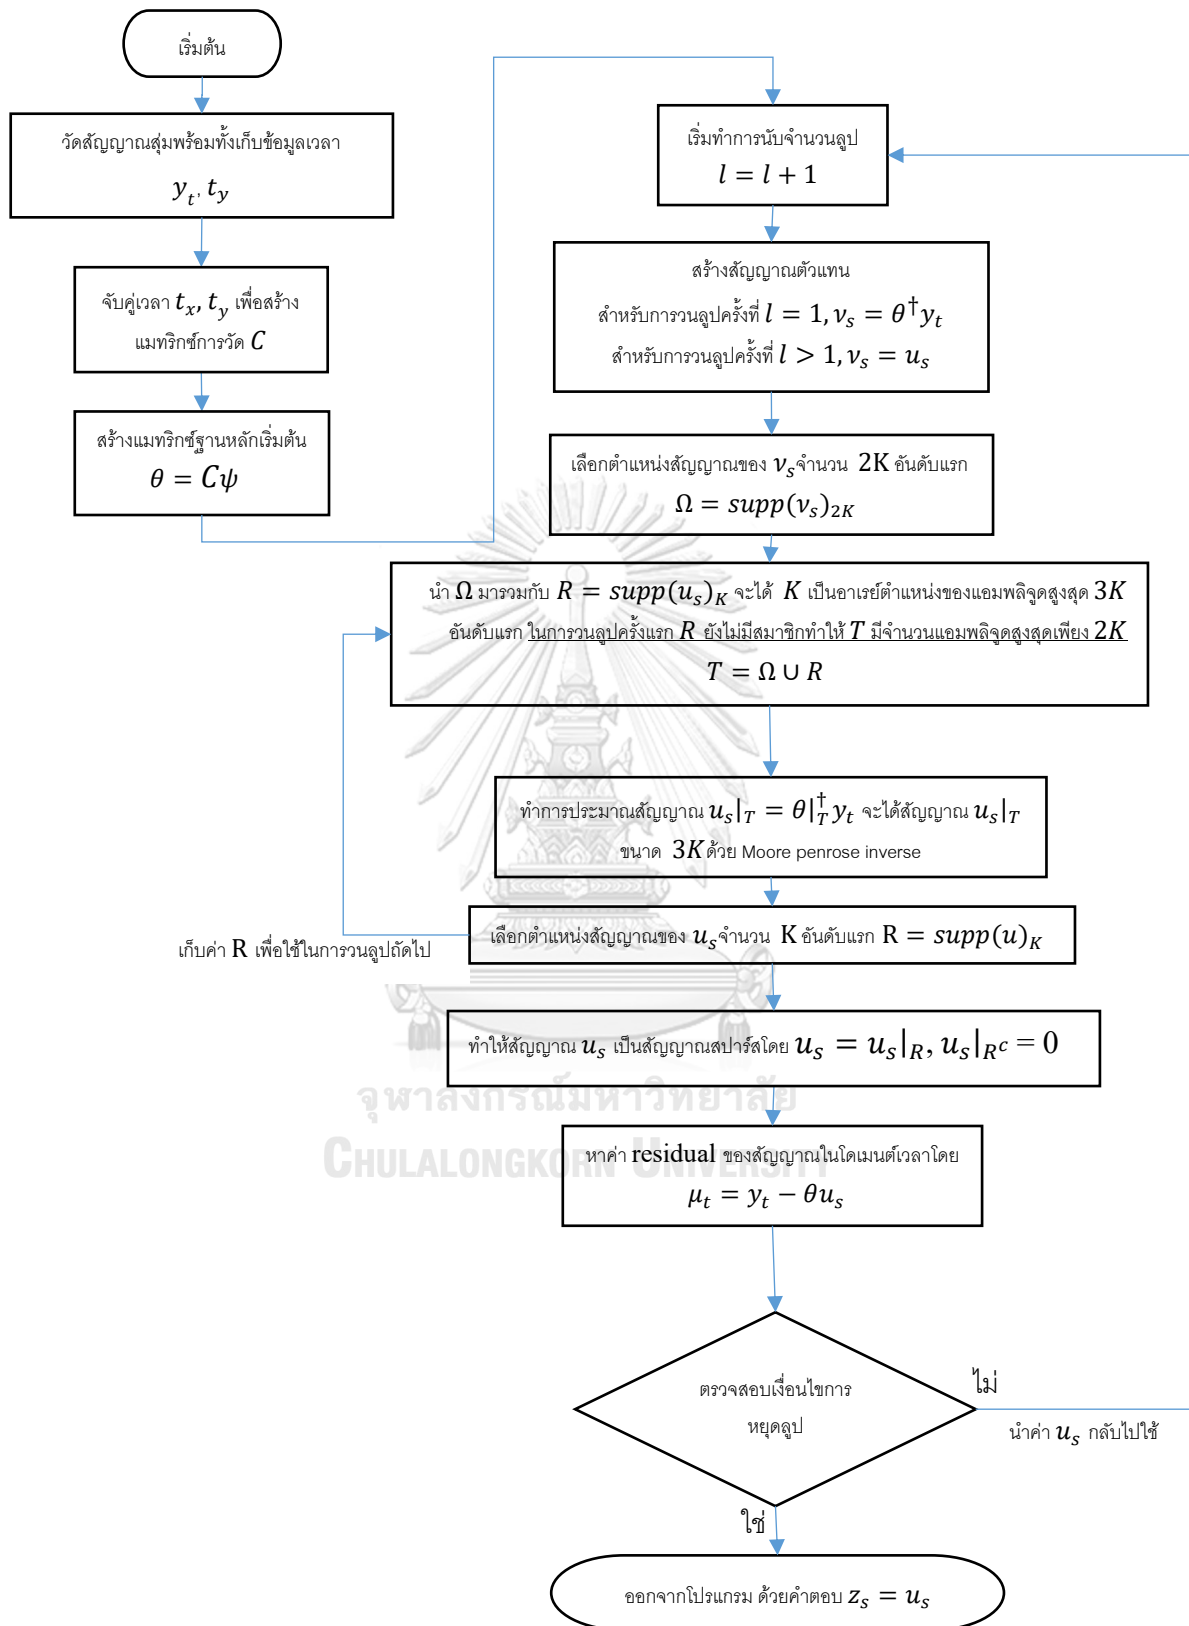 เริ่มต้น
วัดสัญญาณสุ่มพร้อมทั้งเก็บข้อมูลเวลา
y_t, t_y
จับคู่เวลา t_x, t_y เพื่อสร้าง
แมทริกซ์การวัด C
สร้างแมทริกซ์ฐานหลักเริ่มต้น
θ = Cψ
เริ่มทำการนับจำนวนลูป
l = l + 1
สร้างสัญญาณตัวแทน
สำหรับการวนลูปครั้งที่ l = 1, v_s = θ^† y_t
สำหรับการวนลูปครั้งที่ l > 1, v_s = u_s
เลือกตำแหน่งสัญญาณของ v_s จำนวน 2K อันดับแรก
Ω = supp(v_s)_{2K}
นำ Ω มารวมกับ R = supp(u_s)_K จะได้ K เป็นอาเรย์ตำแหน่งของแอมพลิจูดสูงสุด 3K
อันดับแรก ในการวนลูปครั้งแรก R ยังไม่มีสมาชิกทำให้ T มีจำนวนแอมพลิจูดสูงสุดเพียง 2K
T = Ω ∪ R
ทำการประมาณสัญญาณ u_s|_T = θ|_T^† y_t จะได้สัญญาณ u_s|_T
ขนาด 3K ด้วย Moore penrose inverse
เลือกตำแหน่งสัญญาณของ u_s จำนวน K อันดับแรก R = supp(u)_K
เก็บค่า R เพื่อใช้ในการวนลูปถัดไป
ทำให้สัญญาณ u_s เป็นสัญญาณสปาร์สโดย u_s = u_s|_R, u_s|_{R^c} = 0
จุฬาลงกรณ์มหาวิทยาลัย
CHULALONGKORN UNIVERSITY
หาค่า residual ของสัญญาณในโดเมนต์เวลาโดย
μ_t = y_t − θu_s
ตรวจสอบเงื่อนไขการ
หยุดลูป
ไม่
นำค่า u_s กลับไปใช้
ใช่
ออกจากโปรแกรม ด้วยคำตอบ z_s = u_s